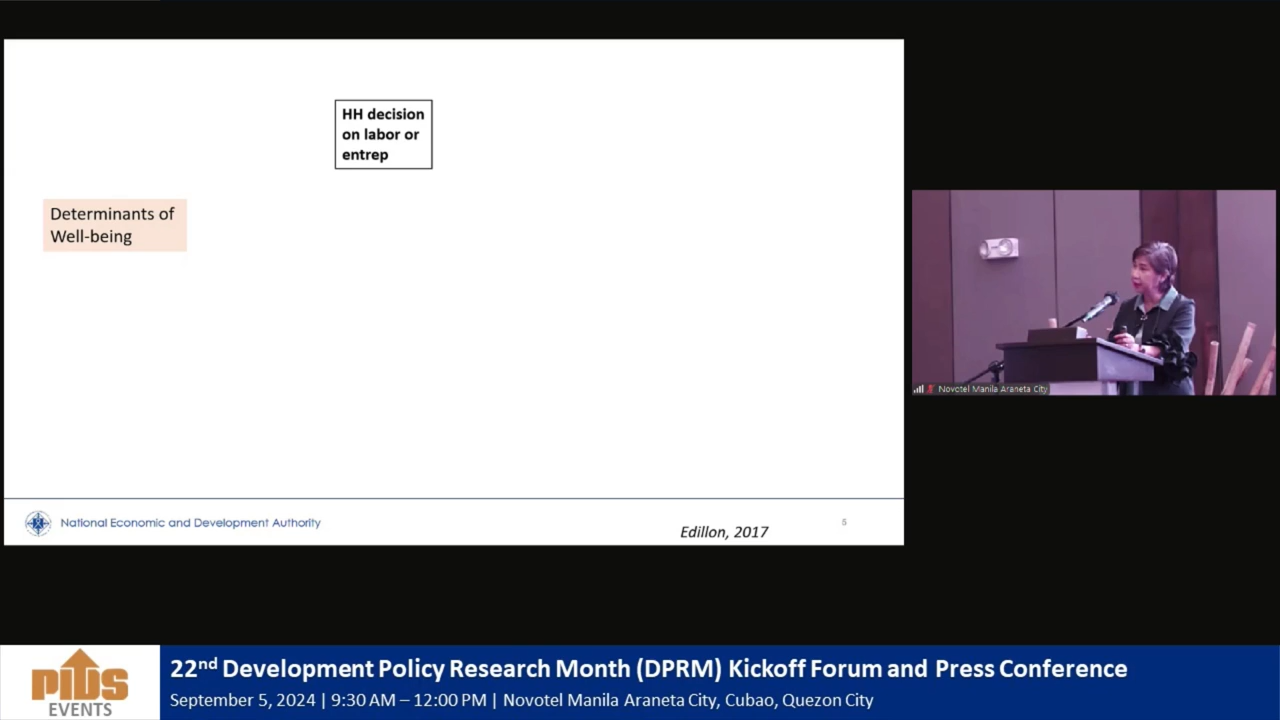 HH decision
on labor or
entrep
Determinants of
Well-being
Novotel Manila Araneta City
National Economic and Development Authority
Edillon, 2017
5
PIDS
EVENTS
22nd Development Policy Research Month (DPRM) Kickoff Forum and Press Conference
September 5, 2024 | 9:30 AM – 12:00 PM | Novotel Manila Araneta City, Cubao, Quezon City